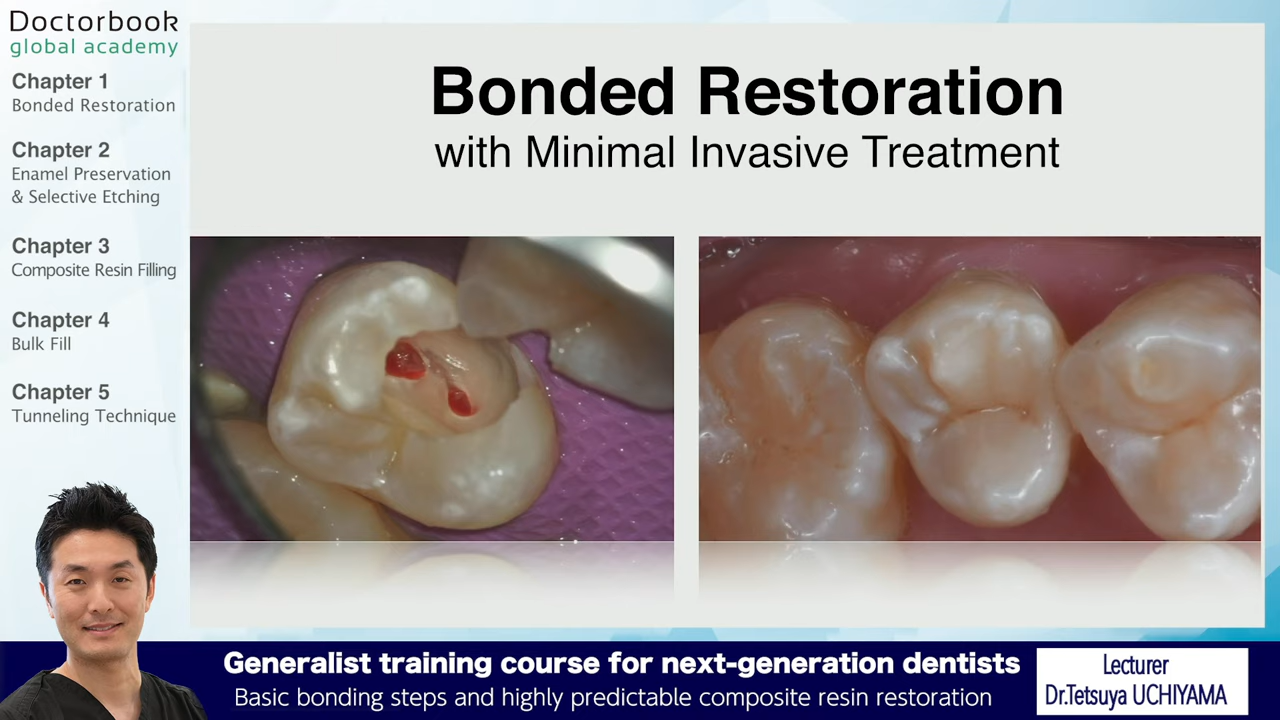 Doctorbook
global academy
Chapter 1
Bonded Restoration
Chapter 2
Enamel Preservation
& Selective Etching
Chapter 3
Composite Resin Filling
Chapter 4
Bulk Fill
Chapter 5
Tunneling Technique
Bonded Restoration
with Minimal Invasive Treatment
Generalist training course for next-generation dentists
Basic bonding steps and highly predictable composite resin restoration
Lecturer
Dr.Tetsuya UCHIYAMA